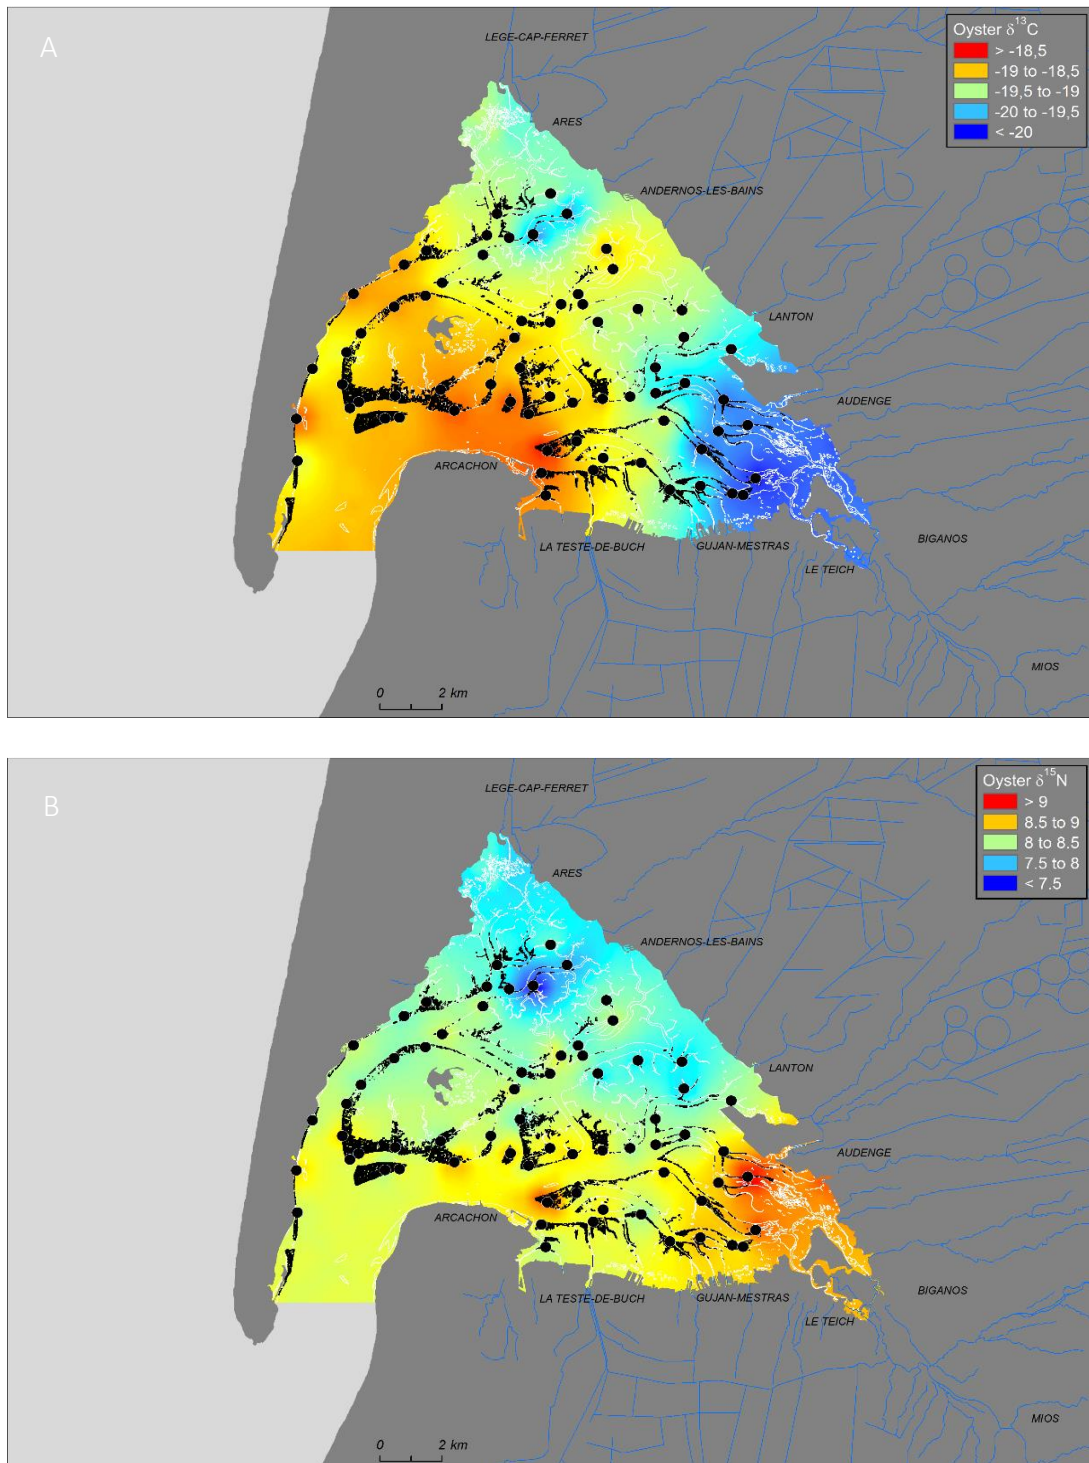 A
LEGE-CAP-FERRET
Oyster δ¹³C
> -18,5
-19 to -18,5
-19,5 to -19
-20 to -19,5
< -20
ARES
ANDERNOS-LES-BAINS
LANTON
AUDENGE
ARCACHON
LA TESTE-DE-BUCH
GUJAN-MESTRAS
BIGANOS
LE TEICH
MIOS
0 2 km
B
LEGE-CAP-FERRET
Oyster δ¹⁵N
> 9
8.5 to 9
8 to 8.5
7.5 to 8
< 7.5
ARES
ANDERNOS-LES-BAINS
LANTON
AUDENGE
ARCACHON
LA TESTE-DE-BUCH
GUJAN-MESTRAS
BIGANOS
LE TEICH
MIOS
0 2 km